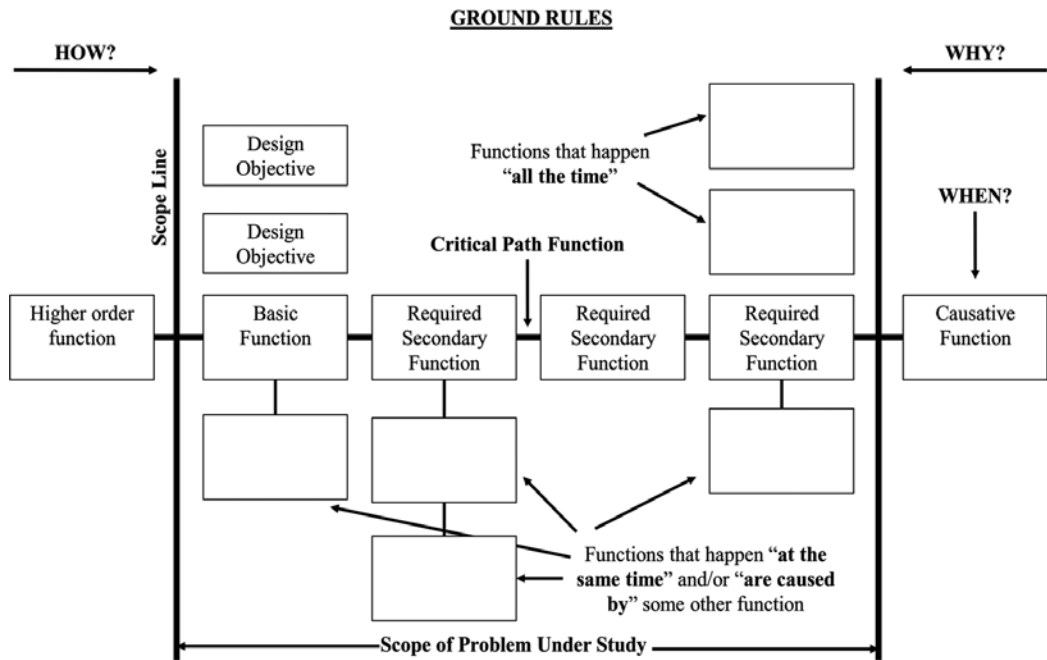 GROUND RULES
HOW?
WHY?
Scope Line
Design
Objective
Functions that happen
“all the time”
Design
Objective
WHEN?
Critical Path Function
Higher order
function
Basic
Function
Required
Secondary
Function
Required
Secondary
Function
Required
Secondary
Function
Causative
Function
Functions that happen “at the
same time” and/or “are caused
by” some other function
Scope of Problem Under Study